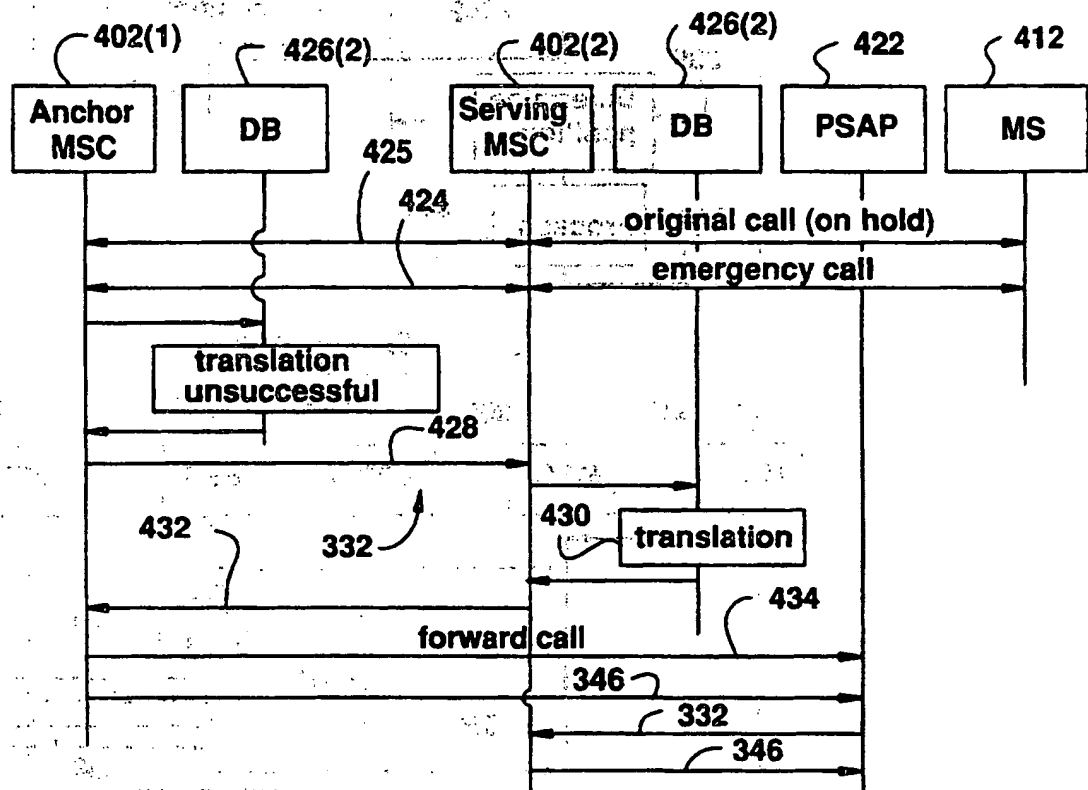 402(1)
426(2)
402(2)
426(2)
422
412
Anchor
MSC
DB
Serving
MSC
DB
PSAP
MS
425
424
original call (on hold)
emergency call
translation
unsuccessful
428
332
430
translation
432
434
forward call
346
332
346